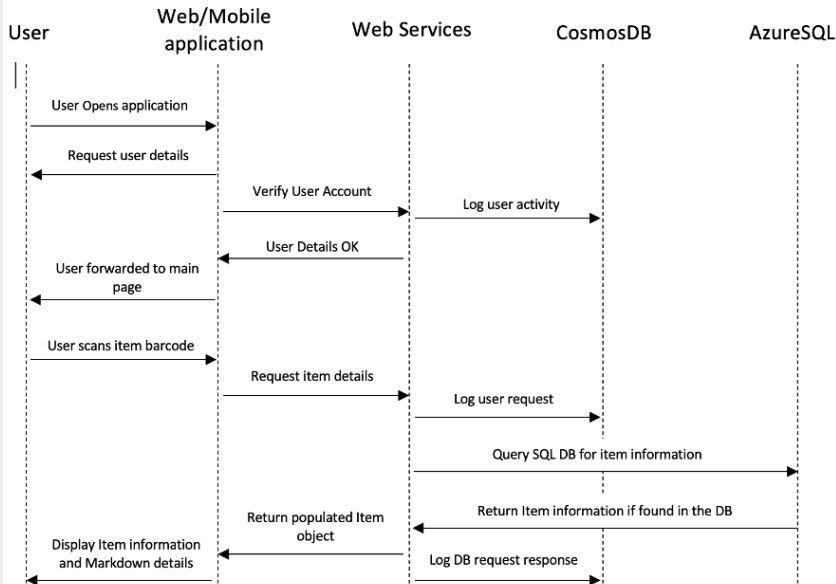 User
Web/Mobile
application
Web Services
CosmosDB
AzureSQL
User Opens application
Request user details
Verify User Account
Log user activity
User Details OK
User forwarded to main
page
User scans item barcode
Request item details
Log user request
Query SQL DB for item information
Return Item information if found in the DB
Return populated Item
object
Display Item information
and Markdown details
Log DB request response